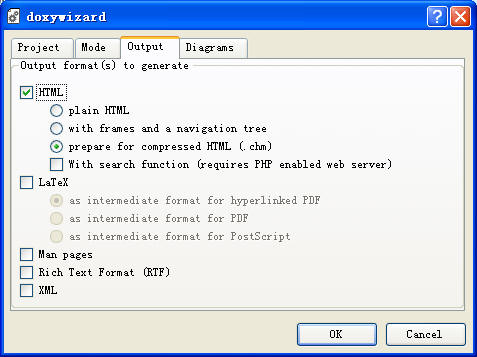 doxywizard
Project Mode Output Diagrams
Output format(s) to generate
HTML
plain HTML
with frames and a navigation tree
prepare for compressed HTML (.chm)
With search function (requires PHP enabled web server)
LaTeX
as intermediate format for hyperlinked PDF
as intermediate format for PDF
as intermediate format for PostScript
Man pages
Rich Text Format (RTF)
XML
OK Cancel